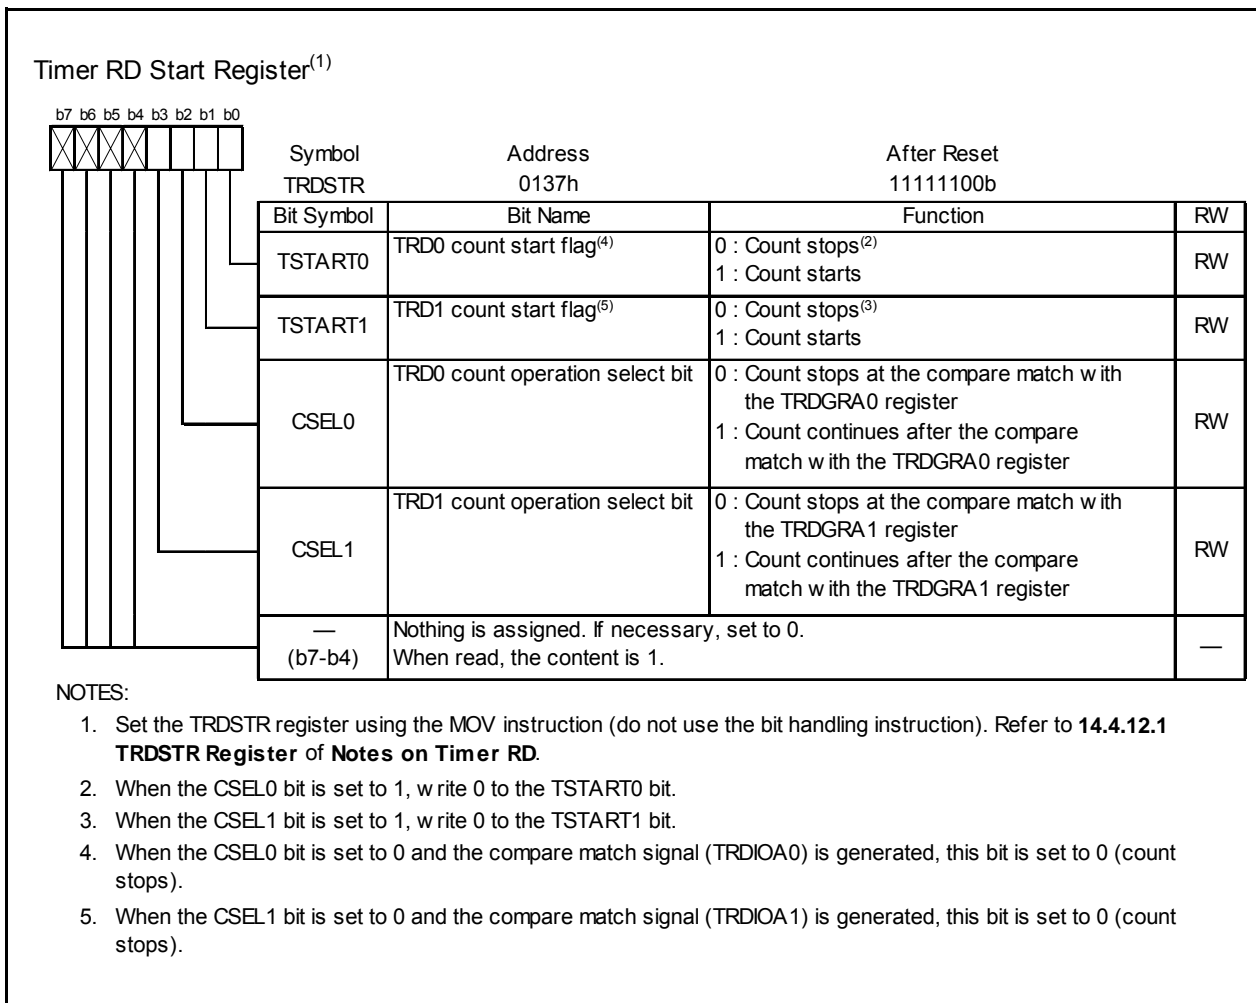 Timer RD Start Register(1)
b7 b6 b5 b4 b3 b2 b1 b0
Symbol Address After Reset
TRDSTR 0137h 11111100b
Bit Symbol Bit Name Function RW
TSTART0 TRD0 count start flag(4) 0 : Count stops(2) RW
1 : Count starts
TSTART1 TRD1 count start flag(5) 0 : Count stops(3) RW
1 : Count starts
CSEL0 TRD0 count operation select bit 0 : Count stops at the compare match with RW
the TRDGRA0 register
1 : Count continues after the compare
match with the TRDGRA0 register
CSEL1 TRD1 count operation select bit 0 : Count stops at the compare match with RW
the TRDGRA1 register
1 : Count continues after the compare
match with the TRDGRA1 register
— Nothing is assigned. If necessary, set to 0. —
(b7-b4) When read, the content is 1.
NOTES:
1. Set the TRDSTR register using the MOV instruction (do not use the bit handling instruction). Refer to 14.4.12.1
TRDSTR Register of Notes on Timer RD.
2. When the CSEL0 bit is set to 1, write 0 to the TSTART0 bit.
3. When the CSEL1 bit is set to 1, write 0 to the TSTART1 bit.
4. When the CSEL0 bit is set to 0 and the compare match signal (TRDIOA0) is generated, this bit is set to 0 (count
stops).
5. When the CSEL1 bit is set to 0 and the compare match signal (TRDIOA1) is generated, this bit is set to 0 (count
stops).